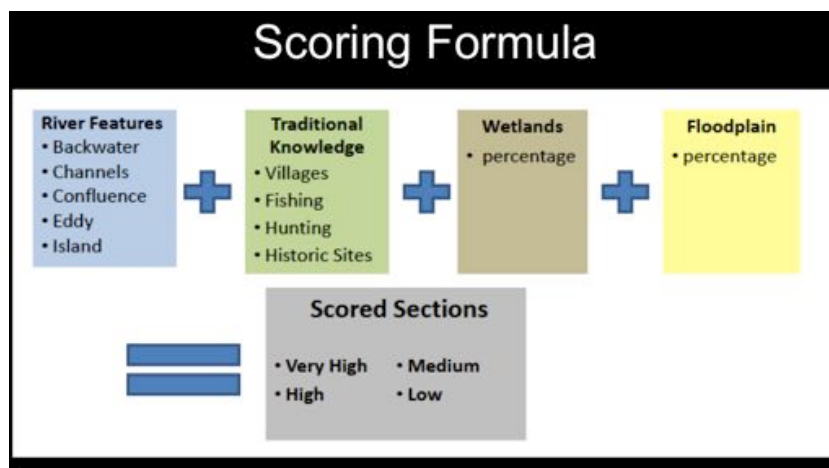 Scoring Formula
River Features
• Backwater
• Channels
• Confluence
• Eddy
• Island
Traditional
Knowledge
• Villages
• Fishing
• Hunting
• Historic Sites
Wetlands
• percentage
Floodplain
• percentage
Scored Sections
• Very High
• High
• Medium
• Low